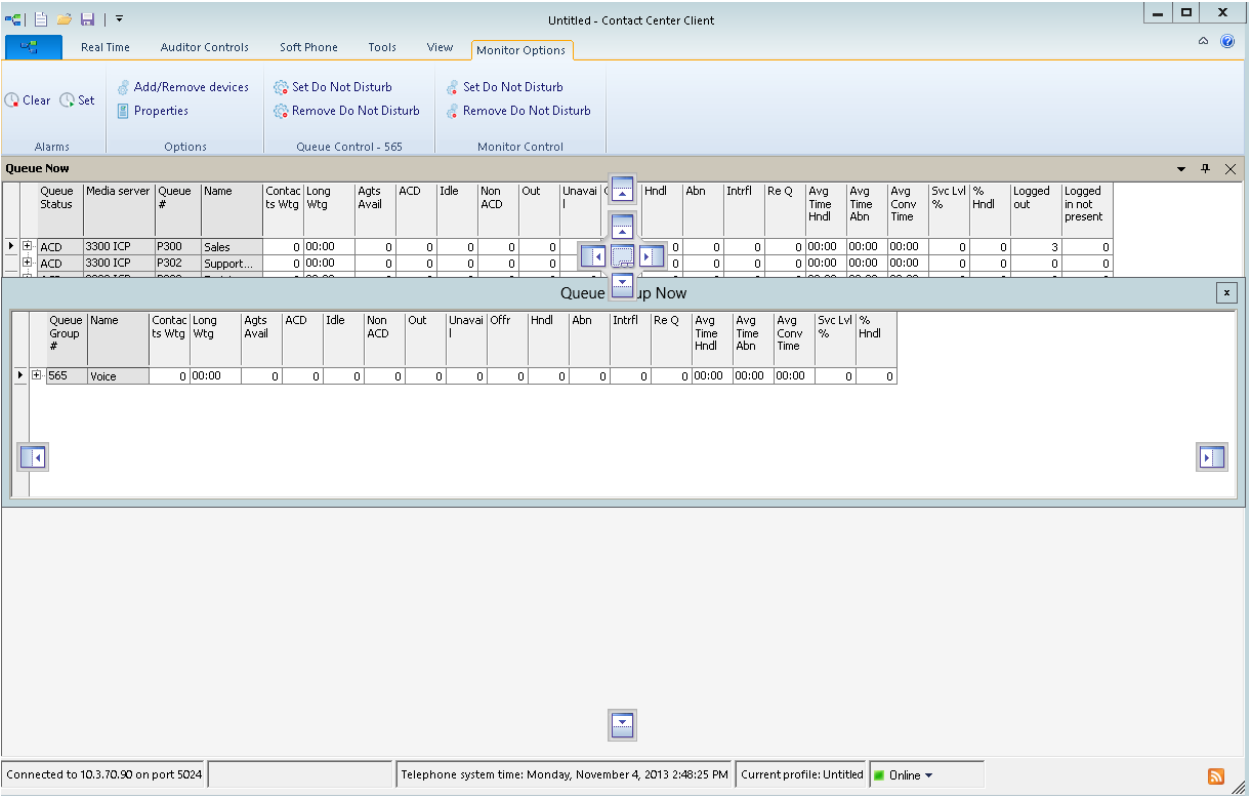 Untitled - Contact Center Client
Real Time Auditor Controls Soft Phone Tools View Monitor Options
Clear Set Add/Remove devices Set Do Not Disturb Set Do Not Disturb
Properties Remove Do Not Disturb Remove Do Not Disturb
Alarms Options Queue Control - 565 Monitor Control
Queue Now
Queue Media server Queue Name Contac Long Agts ACD Idle Non Out Unavai Hndl Abn Intrfl Re Q Avg Avg Avg Svc Lvl % Logged Logged
Status # ts Wtg Wtg Avail ACD l Time Time Conv % Hndl out in not
Hndl Abn Time present
ACD 3300 ICP P300 Sales 0 00:00 0 0 0 0 0 0 0 0 0 00:00 00:00 00:00 0 0 3 0
ACD 3300 ICP P302 Support... 0 00:00 0 0 0 0 0 0 0 0 0 00:00 00:00 00:00 0 0 0 0
Queue up Now
x
Queue Name Contac Long Agts ACD Idle Non Out Unavai Offr Hndl Abn Intrfl Re Q Avg Avg Avg Svc Lvl %
Group ts Wtg Wtg Avail ACD l Time Time Conv % Hndl
# Hndl Abn Time
565 Voice 0 00:00 0 0 0 0 0 0 0 0 0 0 0 00:00 00:00 00:00 0 0
Connected to 10.3.70.90 on port 5024 Telephone system time: Monday, November 4, 2013 2:48:25 PM Current profile: Untitled Online